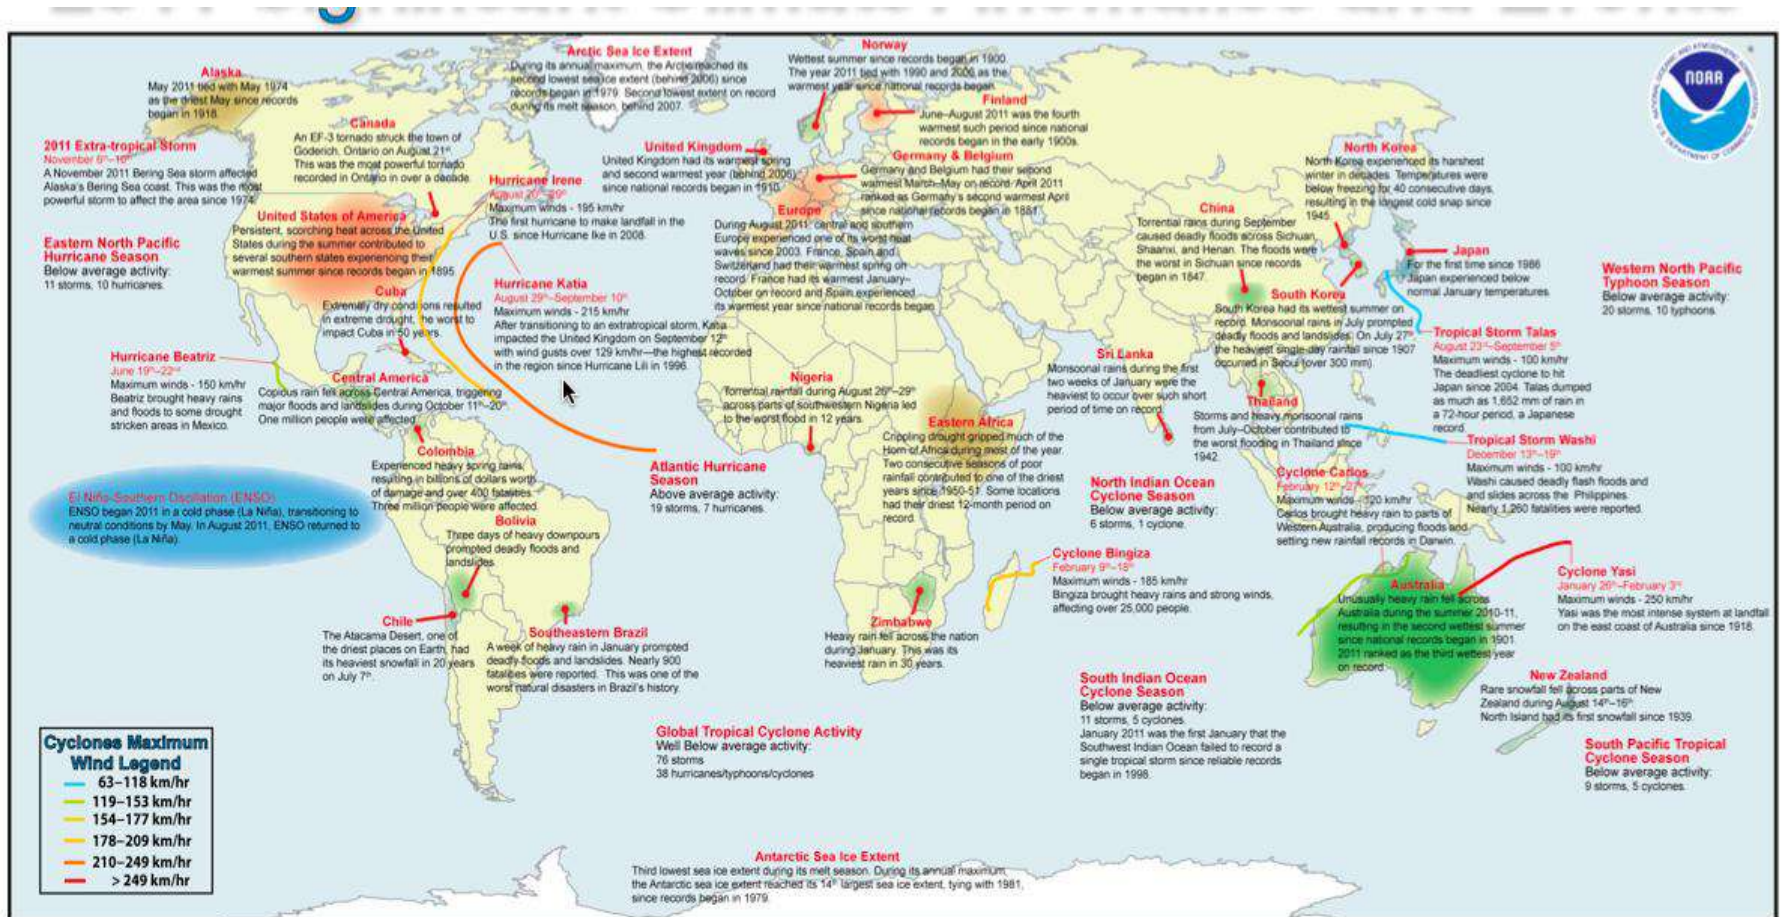 2011 Significant Climate Anomalies and Events
Alaska
May 2011 tied with May 1974
as the driest May since records
began in 1918.
Arctic Sea Ice Extent
During its annual maximum, the Arctic reached its
second lowest sea ice extent (behind 2006) since
records began in 1979. Second lowest extent on record
during its melt season, behind 2007.
Norway
Wettest summer since records began in 1900.
The year 2011 tied with 1990 and 2006 as the
warmest year since national records began.
Finland
June–August 2011 was the fourth
warmest such period since national
records began in the early 1900s.
NOAA
2011 Extra-tropical Storm
November 8th–10th
A November 2011 Bering Sea storm affected
Alaska's Bering Sea coast. This was the most
powerful storm to affect the area since 1974.
Canada
An EF-3 tornado struck the town of
Goderich, Ontario on August 21st.
This was the most powerful tornado
recorded in Ontario in over a decade.
United Kingdom
United Kingdom had its warmest spring
and second warmest year (behind 2006)
since national records began in 1910.
Germany & Belgium
Germany and Belgium had their second
warmest March–May on record. April 2011
ranked as Germany's second warmest April
since national records began in 1881.
North Korea
North Korea experienced its harshest
winter in decades. Temperatures were
below freezing for 40 consecutive days,
resulting in the longest cold snap since
1945.
Hurricane Irene
August 20th–29th
Maximum winds - 195 km/hr
The first hurricane to make landfall in the
U.S. since Hurricane Ike in 2008.
United States of America
Persistent, scorching heat across the United
States during the summer contributed to
several southern states experiencing their
warmest summer since records began in 1895
Europe
During August 2011, central and southern
Europe experienced one of its worst heat
waves since 2003. France, Spain and
Switzerland had their warmest spring on
record. France had its warmest January–
October on record and Spain experienced
its warmest year since national records began.
China
Torrential rains during September
caused deadly floods across Sichuan,
Shaanxi, and Henan. The floods were
the worst in Sichuan since records
began in 1847.
Japan
For the first time since 1986
Japan experienced below
normal January temperatures.
Eastern North Pacific
Hurricane Season
Below average activity:
11 storms, 10 hurricanes.
Western North Pacific
Typhoon Season
Below average activity:
20 storms, 10 typhoons.
Hurricane Katia
August 29th–September 10th
Maximum winds - 215 km/hr
After transitioning to an extratropical storm, Katia
impacted the United Kingdom on September 12th
with wind gusts over 129 km/hr—the highest recorded
in the region since Hurricane Lili in 1996.
Cuba
Extremely dry conditions resulted
in extreme drought, the worst to
impact Cuba in 50 years.
South Korea
South Korea had its wettest summer on
record. Monsoonal rains in July prompted
deadly floods and landslides. On July 27th,
the heaviest single-day rainfall since 1907
occurred in Seoul (over 300 mm).
Tropical Storm Talas
August 23rd–September 5th
Maximum winds - 100 km/hr
The deadliest cyclone to hit
Japan since 2004. Talas dumped
as much as 1,652 mm of rain in
a 72-hour period, a Japanese
record.
Hurricane Beatriz
June 19th–22nd
Maximum winds - 150 km/hr
Beatriz brought heavy rains
and floods to some drought
stricken areas in Mexico.
Central America
Copious rain fell across Central America, triggering
major floods and landslides during October 11th–20th.
One million people were affected.
Nigeria
Torrential rainfall during August 26th–29th
across parts of southwestern Nigeria led
to the worst flood in 12 years.
Sri Lanka
Monsoonal rains during the first
two weeks of January were the
heaviest to occur over such short
period of time on record.
Thailand
Storms and heavy monsoonal rains
from July–October contributed to
the worst flooding in Thailand since
1942.
Eastern Africa
Crippling drought gripped much of the
Horn of Africa during most of the year.
Two consecutive seasons of poor
rainfall contributed to one of the driest
years since 1950-51. Some locations
had their driest 12-month period on
record.
Tropical Storm Washi
December 13th–19th
Maximum winds - 100 km/hr
Washi caused deadly flash floods and
and slides across the Philippines.
Nearly 1,260 fatalities were reported.
Colombia
Experienced heavy spring rains,
resulting in billions of dollars worth
of damage and over 400 fatalities.
Three million people were affected.
Atlantic Hurricane
Season
Above average activity:
19 storms, 7 hurricanes.
North Indian Ocean
Cyclone Season
Below average activity:
6 storms, 1 cyclone.
Cyclone Carlos
February 12th–27th
Maximum winds - 120 km/hr
Carlos brought heavy rain to parts of
Western Australia, producing floods and
setting new rainfall records in Darwin.
El Niño-Southern Oscillation (ENSO)
ENSO began 2011 in a cold phase (La Niña), transitioning to
neutral conditions by May. In August 2011, ENSO returned to
a cold phase (La Niña).
Bolivia
Three days of heavy downpours
prompted deadly floods and
landslides.
Cyclone Bingiza
February 9th–18th
Maximum winds - 185 km/hr
Bingiza brought heavy rains and strong winds,
affecting over 25,000 people.
Australia
Unusually heavy rain fell across
Australia during the summer 2010-11,
resulting in the second wettest summer
since national records began in 1901.
2011 ranked as the third wettest year
on record.
Cyclone Yasi
January 26th–February 3rd
Maximum winds - 250 km/hr
Yasi was the most intense system at landfall
on the east coast of Australia since 1918.
Chile
The Atacama Desert, one of
the driest places on Earth, had
its heaviest snowfall in 20 years
on July 7th.
Southeastern Brazil
A week of heavy rain in January prompted
deadly floods and landslides. Nearly 900
fatalities were reported. This was one of the
worst natural disasters in Brazil's history.
Zimbabwe
Heavy rain fell across the nation
during January. This was its
heaviest rain in 30 years.
South Indian Ocean
Cyclone Season
Below average activity:
11 storms, 5 cyclones.
January 2011 was the first January that the
Southwest Indian Ocean failed to record a
single tropical storm since reliable records
began in 1998.
New Zealand
Rare snowfall fell across parts of New
Zealand during August 14th–16th.
North Island had its first snowfall since 1939.
Global Tropical Cyclone Activity
Well Below average activity:
76 storms
38 hurricanes/typhoons/cyclones
South Pacific Tropical
Cyclone Season
Below average activity:
9 storms, 5 cyclones.
Cyclones Maximum
Wind Legend
63–118 km/hr
119–153 km/hr
154–177 km/hr
178–209 km/hr
210–249 km/hr
> 249 km/hr
Antarctic Sea Ice Extent
Third lowest sea ice extent during its melt season. During its annual maximum,
the Antarctic sea ice extent reached its 14th largest sea ice extent, tying with 1981,
since records began in 1979.